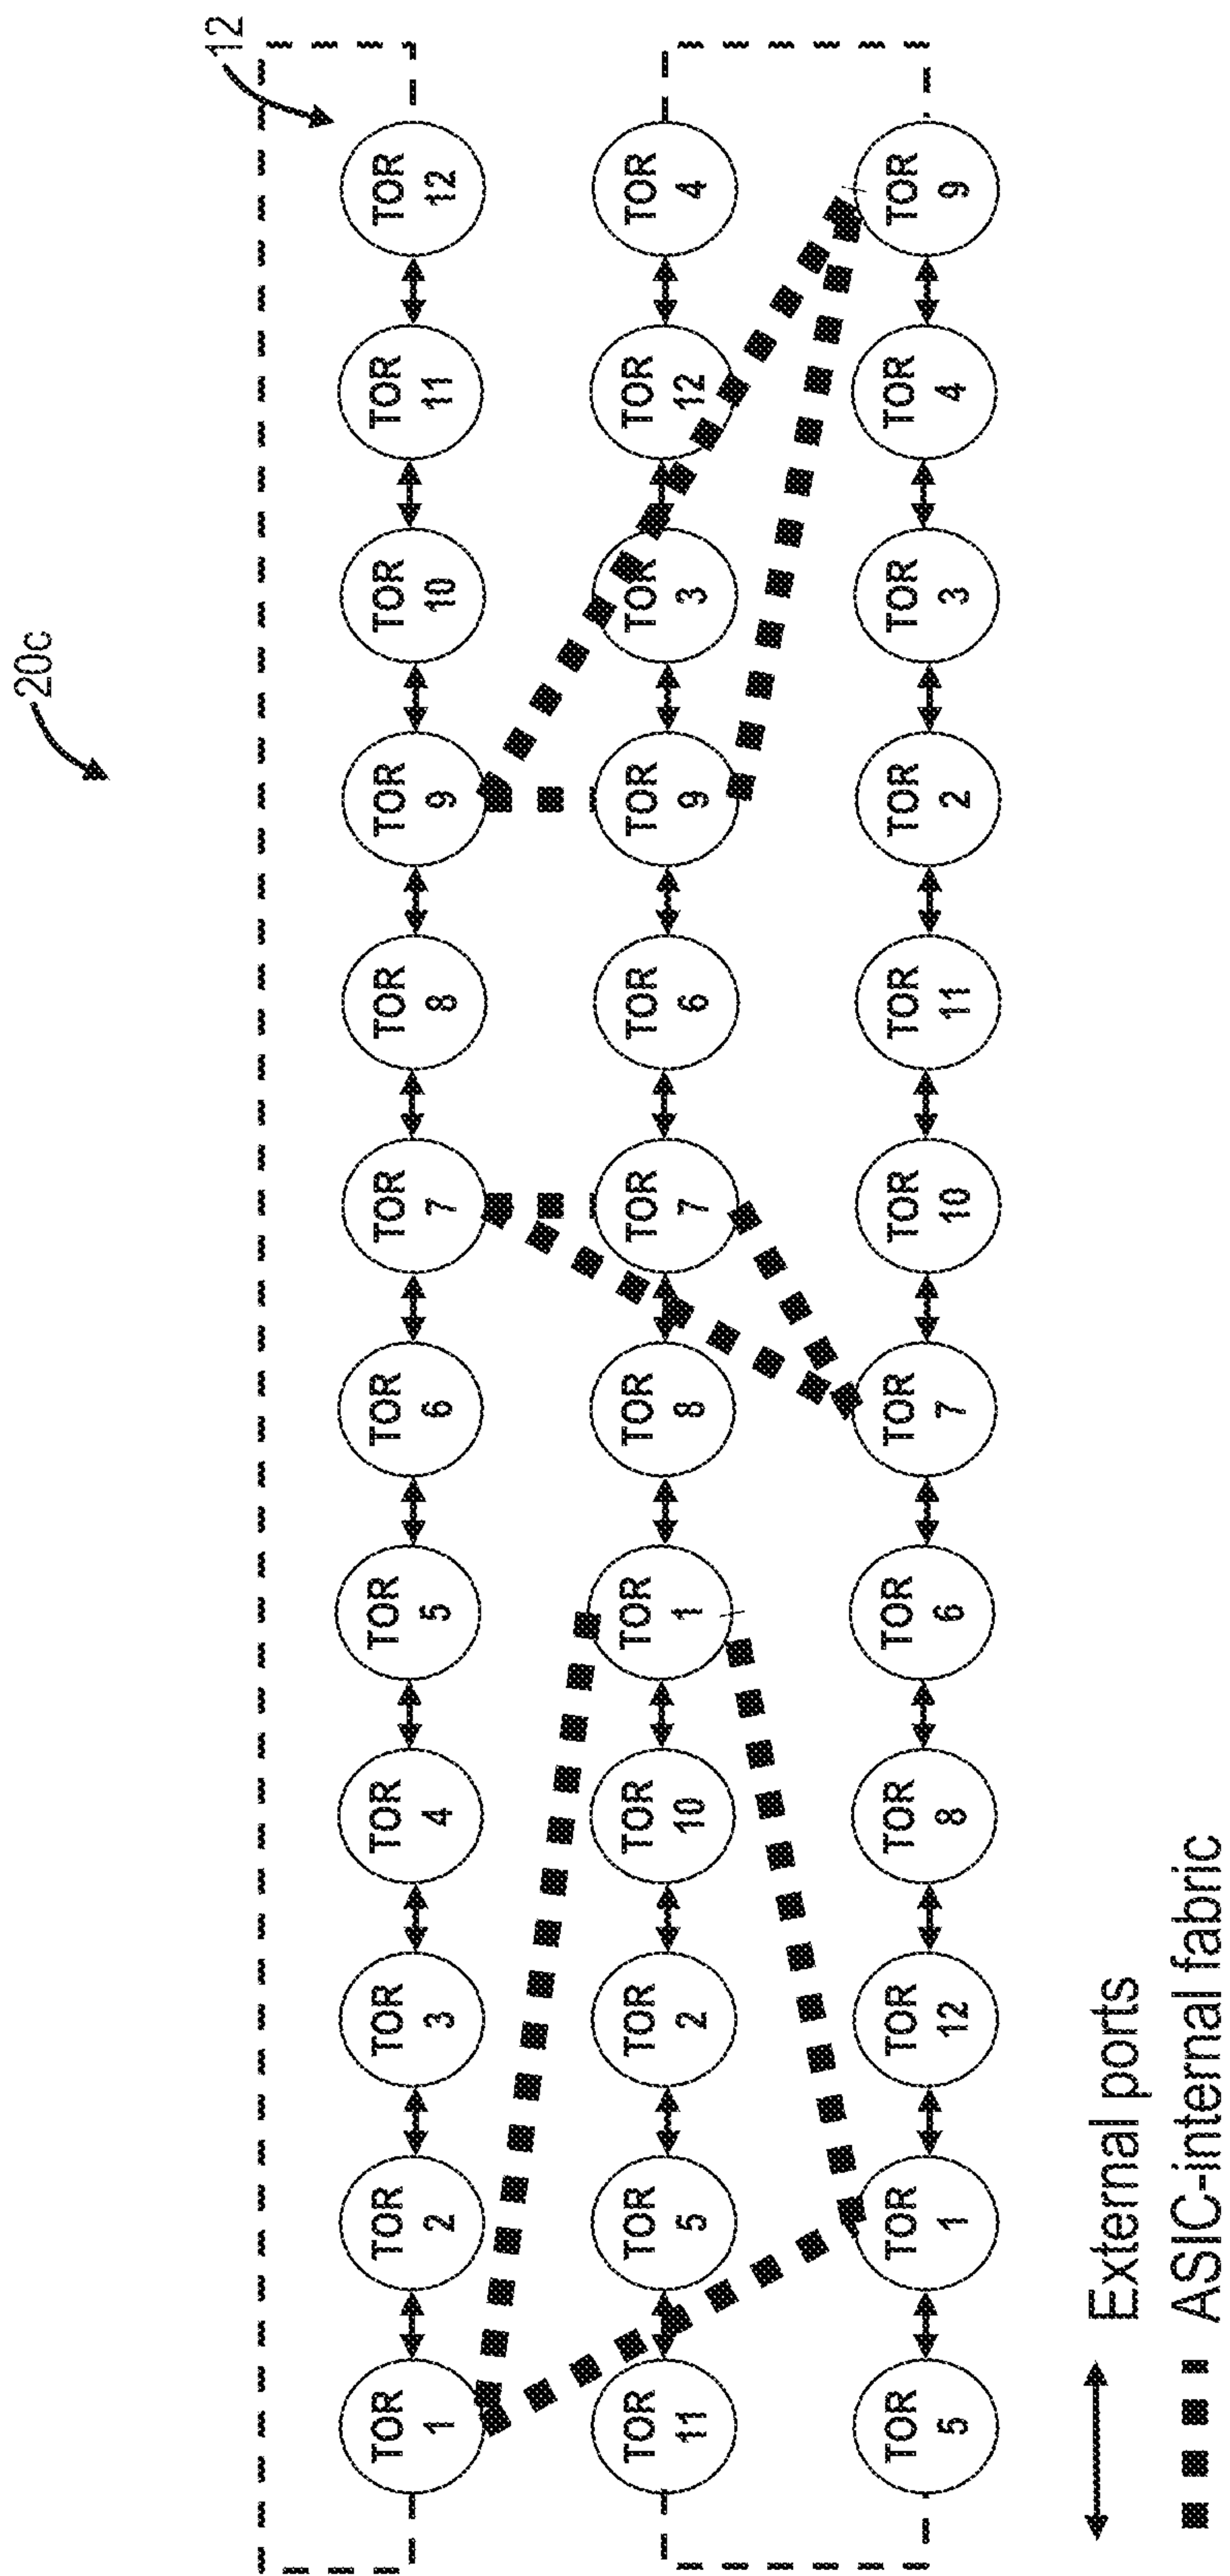 20c
12
TOR TOR TOR TOR TOR TOR TOR TOR TOR TOR TOR TOR
1 2 3 4 5 6 7 8 9 10 11 12
TOR TOR TOR TOR TOR TOR TOR TOR TOR TOR TOR TOR
11 5 2 10 1 8 7 6 9 3 12 4
TOR TOR TOR TOR TOR TOR TOR TOR TOR TOR TOR TOR
5 1 12 8 6 7 10 11 2 3 4 9
External ports
ASIC-internal fabric